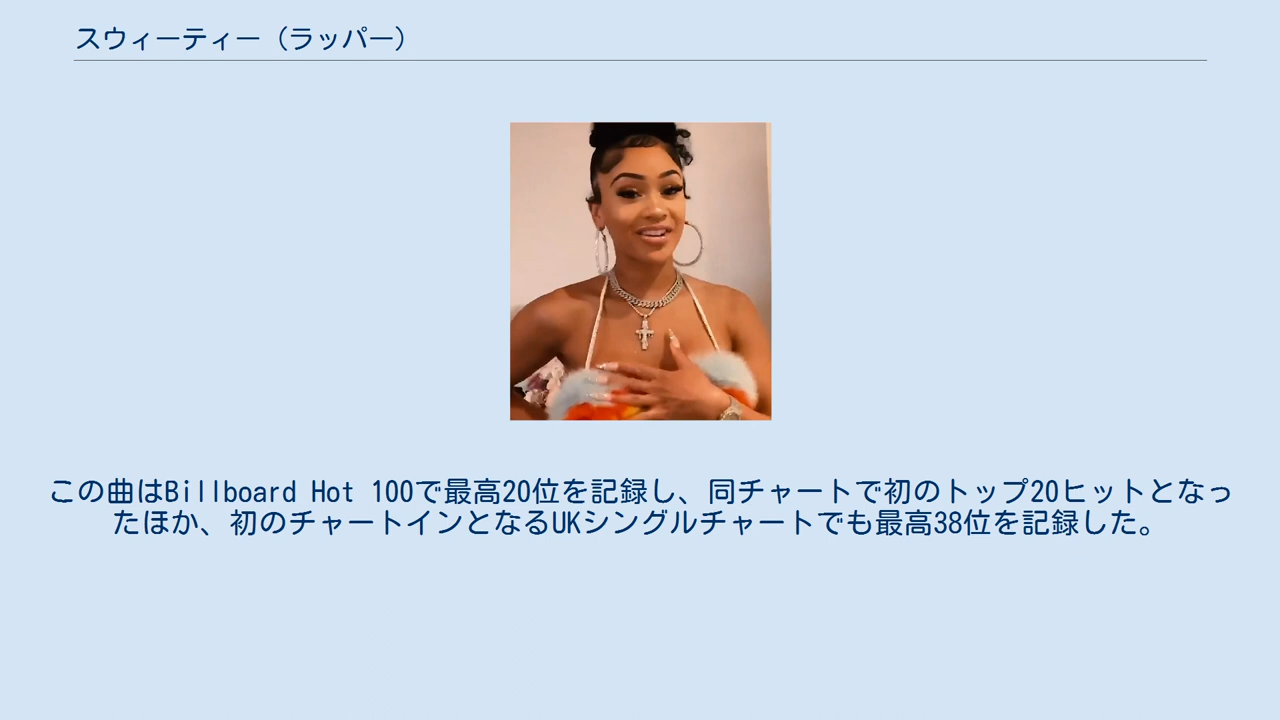 スウィーティー（ラッパー）
この曲はBillboard Hot 100で最高20位を記録し、同チャートで初のトップ20ヒットとなっ
たほか、初のチャートインとなるUKシングルチャートでも最高38位を記録した。